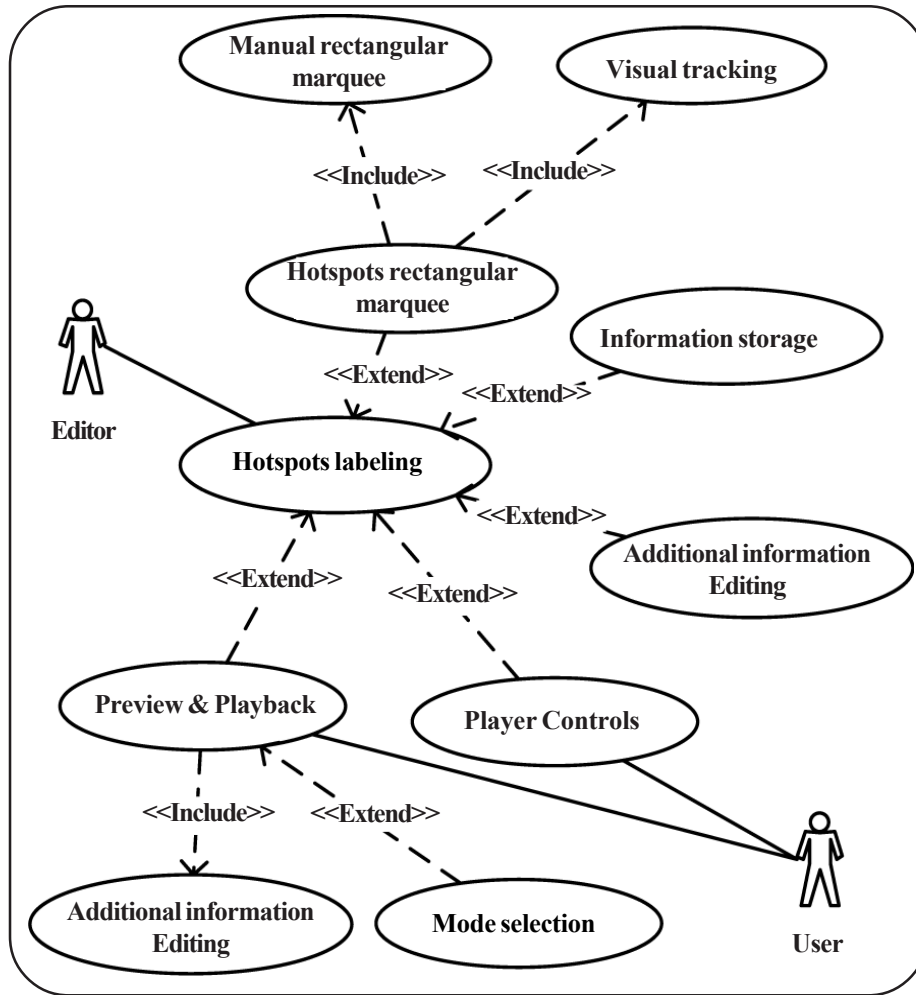 Manual rectangular
marquee
Visual tracking
<<Include>>
<<Include>>
Hotspots rectangular
marquee
Information storage
<<Extend>>
<<Extend>>
Editor
Hotspots labeling
<<Extend>>
Additional information
Editing
<<Extend>>
<<Extend>>
Preview & Playback
Player Controls
<<Include>>
<<Extend>>
Additional information
Editing
Mode selection
User